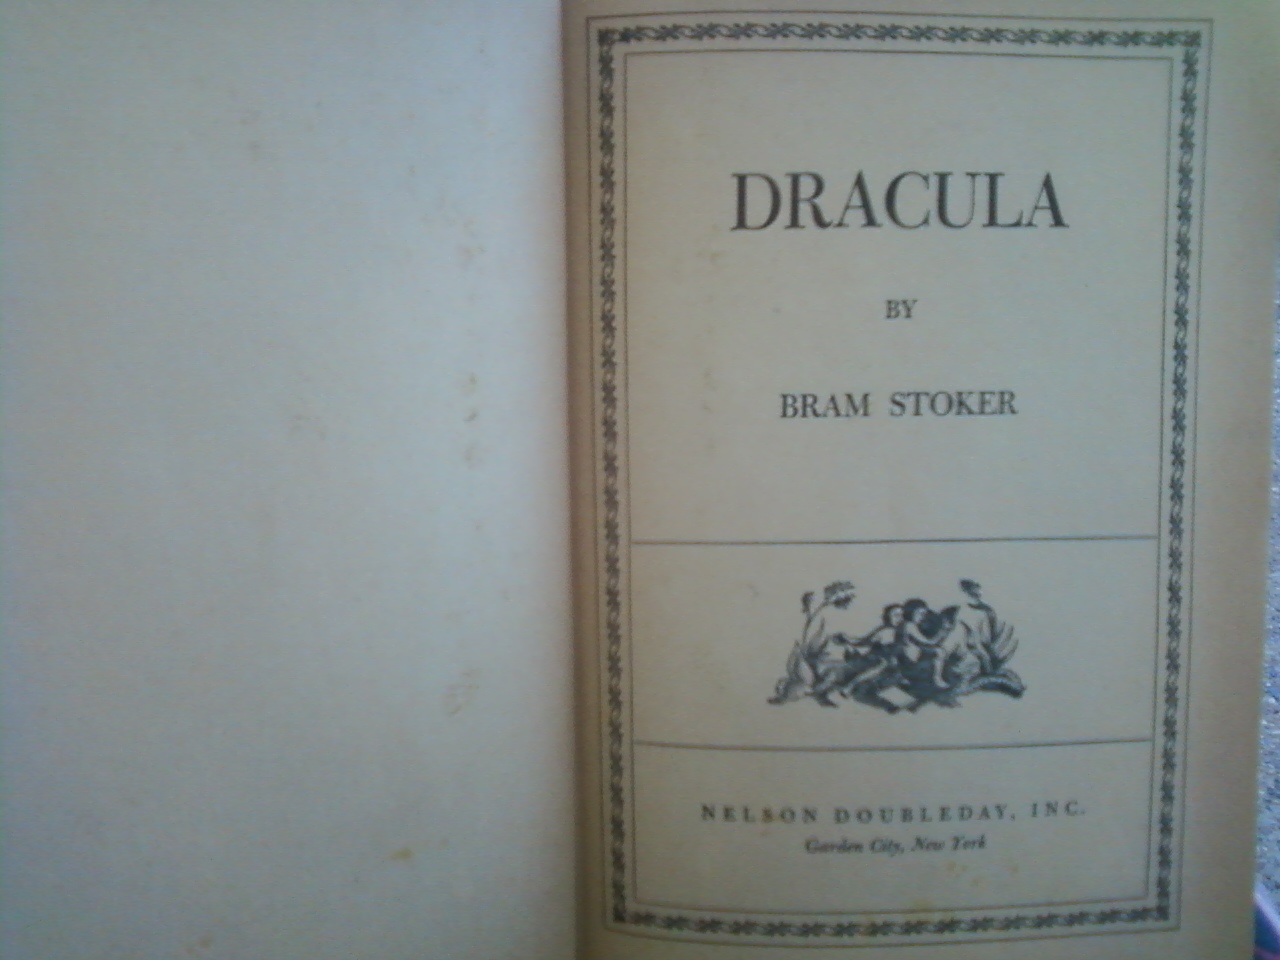 DRACULA
BY
BRAM STOKER
NELSON DOUBLEDAY, INC.
Garden City, New York